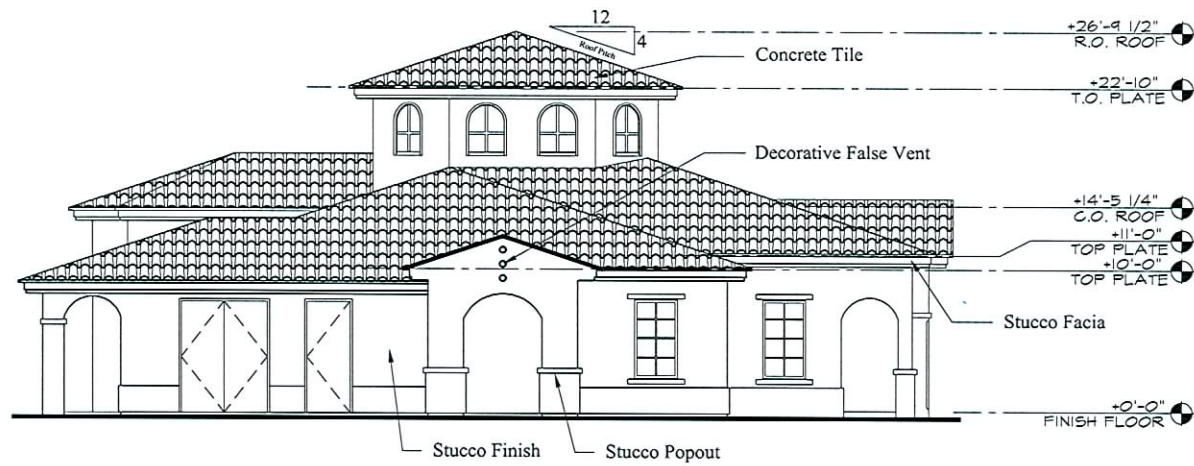 12
4
Roof Pitch
+26'-9 1/2"
R.O. ROOF
Concrete Tile
+22'-10"
T.O. PLATE
Decorative False Vent
+14'-5 1/4"
C.O. ROOF
+11'-0"
TOP PLATE
+10'-0"
TOP PLATE
Stucco Facia
+0'-0"
FINISH FLOOR
Stucco Finish
Stucco Popout